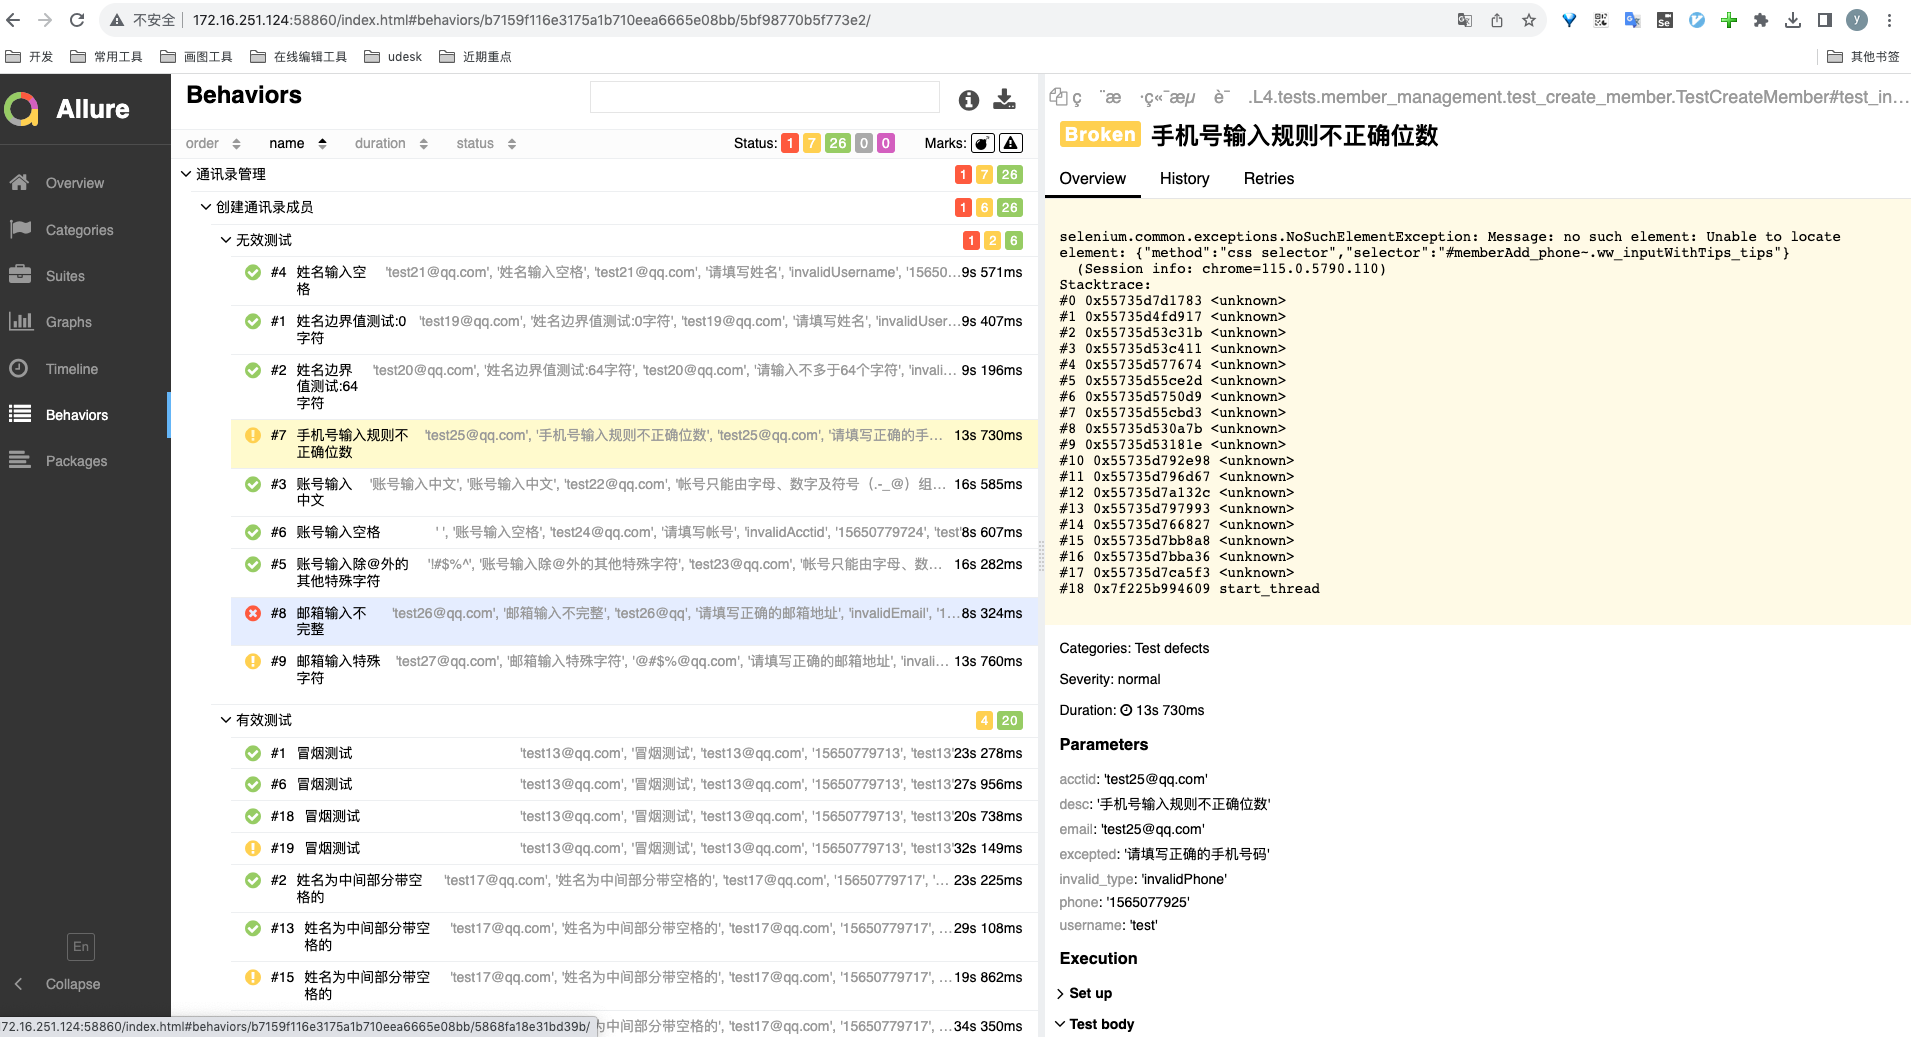 不安全 172.16.251.124:58860/index.html#behaviors/b7159f116e3175a1b710eea6665e08bb/5bf98770b5f773e2/
开发 常用工具 画图工具 在线编辑工具 udesk 近期重点 其他书签
Allure
Overview
Categories
Suites
Graphs
Timeline
Behaviors
Packages
En
Collapse
Behaviors
order name duration status Status: 1 7 26 0 0 Marks:
通讯录管理 1 7 26
创建通讯录成员 1 6 26
无效测试 1 2 6
#4 姓名输入空格 'test21@qq.com', '姓名输入空格', 'test21@qq.com', '请填写姓名', 'invalidUsername', '15650... 9s 571ms
#1 姓名边界值测试:0字符 'test19@qq.com', '姓名边界值测试:0字符', 'test19@qq.com', '请填写姓名', 'invalidUser... 9s 407ms
#2 姓名边界值测试:64字符 'test20@qq.com', '姓名边界值测试:64字符', 'test20@qq.com', '请输入不多于64个字符', 'invali... 9s 196ms
#7 手机号输入规则不正确位数 'test25@qq.com', '手机号输入规则不正确位数', 'test25@qq.com', '请填写正确的手... 13s 730ms
#3 账号输入中文 '账号输入中文', '账号输入中文', 'test22@qq.com', '帐号只能由字母、数字及符号（.-_@）组... 16s 585ms
#6 账号输入空格 ' ', '账号输入空格', 'test24@qq.com', '请填写帐号', 'invalidAcctid', '15650779724', 'test' 8s 607ms
#5 账号输入除@外的其他特殊字符 '!#$%^', '账号输入除@外的其他特殊字符', 'test23@qq.com', '帐号只能由字母、数... 16s 282ms
#8 邮箱输入不完整 'test26@qq.com', '邮箱输入不完整', 'test26@qq', '请填写正确的邮箱地址', 'invalidEmail', '1... 8s 324ms
#9 邮箱输入特殊字符 'test27@qq.com', '邮箱输入特殊字符', '@#$%@qq.com', '请填写正确的邮箱地址', 'invali... 13s 760ms
有效测试 4 20
#1 冒烟测试 'test13@qq.com', '冒烟测试', 'test13@qq.com', '15650779713', 'test13' 23s 278ms
#6 冒烟测试 'test13@qq.com', '冒烟测试', 'test13@qq.com', '15650779713', 'test13' 27s 956ms
#18 冒烟测试 'test13@qq.com', '冒烟测试', 'test13@qq.com', '15650779713', 'test13' 20s 738ms
#19 冒烟测试 'test13@qq.com', '冒烟测试', 'test13@qq.com', '15650779713', 'test13' 32s 149ms
#2 姓名为中间部分带空格的 'test17@qq.com', '姓名为中间部分带空格的', 'test17@qq.com', '15650779717', '... 23s 225ms
#13 姓名为中间部分带空格的 'test17@qq.com', '姓名为中间部分带空格的', 'test17@qq.com', '15650779717', ... 29s 108ms
#15 姓名为中间部分带空格的 'test17@qq.com', '姓名为中间部分带空格的', 'test17@qq.com', '15650779717', ... 19s 862ms
为中间部分带空格的', 'test17@qq.com', '15650779717', ... 34s 350ms
72.16.251.124:58860/index.html#behaviors/b7159f116e3175a1b710eea6665e08bb/5868fa18e31bd39b/
.L4.tests.member_management.test_create_member.TestCreateMember#test_in...
Broken 手机号输入规则不正确位数
Overview History Retries
selenium.common.exceptions.NoSuchElementException: Message: no such element: Unable to locate
element: {"method":"css selector","selector":"#memberAdd_phone~.ww_inputWithTips_tips"}
(Session info: chrome=115.0.5790.110)
Stacktrace:
#0 0x55735d7d1783 <unknown>
#1 0x55735d4fd917 <unknown>
#2 0x55735d53c31b <unknown>
#3 0x55735d53c411 <unknown>
#4 0x55735d577674 <unknown>
#5 0x55735d55ce2d <unknown>
#6 0x55735d5750d9 <unknown>
#7 0x55735d55cbd3 <unknown>
#8 0x55735d530a7b <unknown>
#9 0x55735d53181e <unknown>
#10 0x55735d792e98 <unknown>
#11 0x55735d796d67 <unknown>
#12 0x55735d7a132c <unknown>
#13 0x55735d797993 <unknown>
#14 0x55735d766827 <unknown>
#15 0x55735d7bb8a8 <unknown>
#16 0x55735d7bba36 <unknown>
#17 0x55735d7ca5f3 <unknown>
#18 0x7f225b994609 start_thread
Categories: Test defects
Severity: normal
Duration: 13s 730ms
Parameters
acctid: 'test25@qq.com'
desc: '手机号输入规则不正确位数'
email: 'test25@qq.com'
excepted: '请填写正确的手机号码'
invalid_type: 'invalidPhone'
phone: '1565077925'
username: 'test'
Execution
Set up
Test body